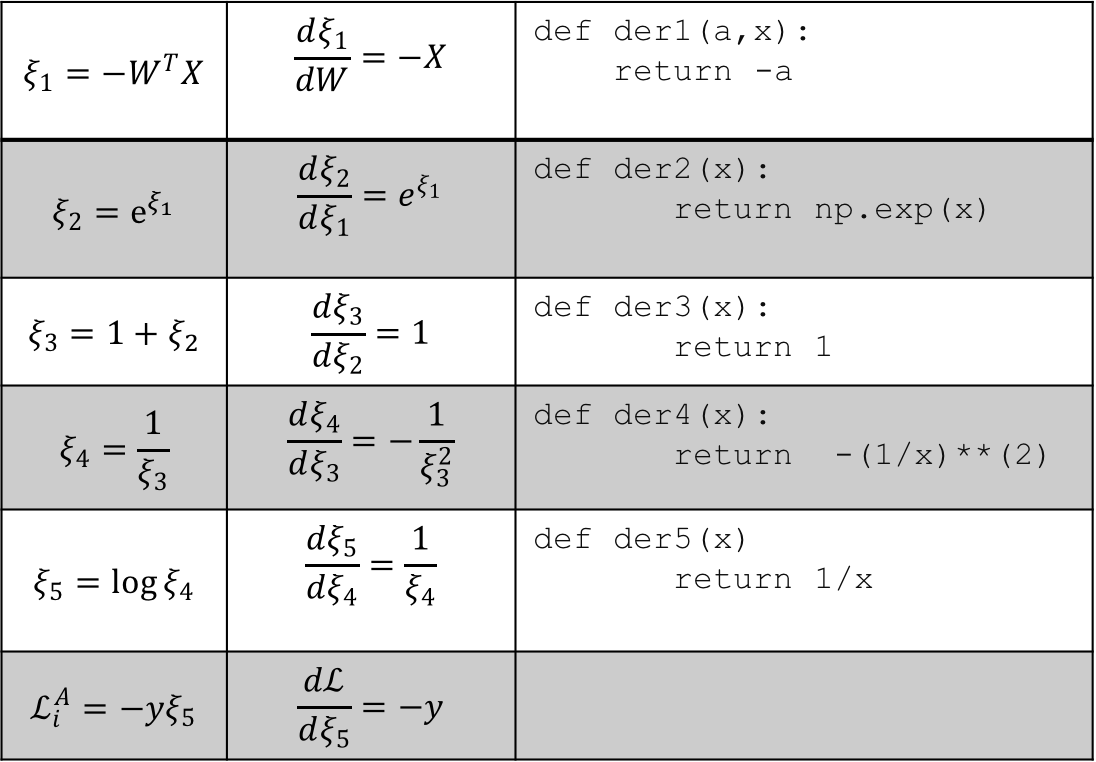 ξ₁ = −WᵀX
dξ₁/dW = −X
def der1(a,x):
    return -a
ξ₂ = e^ξ₁
dξ₂/dξ₁ = e^ξ₁
def der2(x):
       return np.exp(x)
ξ₃ = 1 + ξ₂
dξ₃/dξ₂ = 1
def der3(x):
       return 1
ξ₄ = 1/ξ₃
dξ₄/dξ₃ = −1/ξ₃²
def der4(x):
       return  -(1/x)**(2)
ξ₅ = log ξ₄
dξ₅/dξ₄ = 1/ξ₄
def der5(x)
       return 1/x
ℒᵢᴬ = −yξ₅
dℒ/dξ₅ = −y